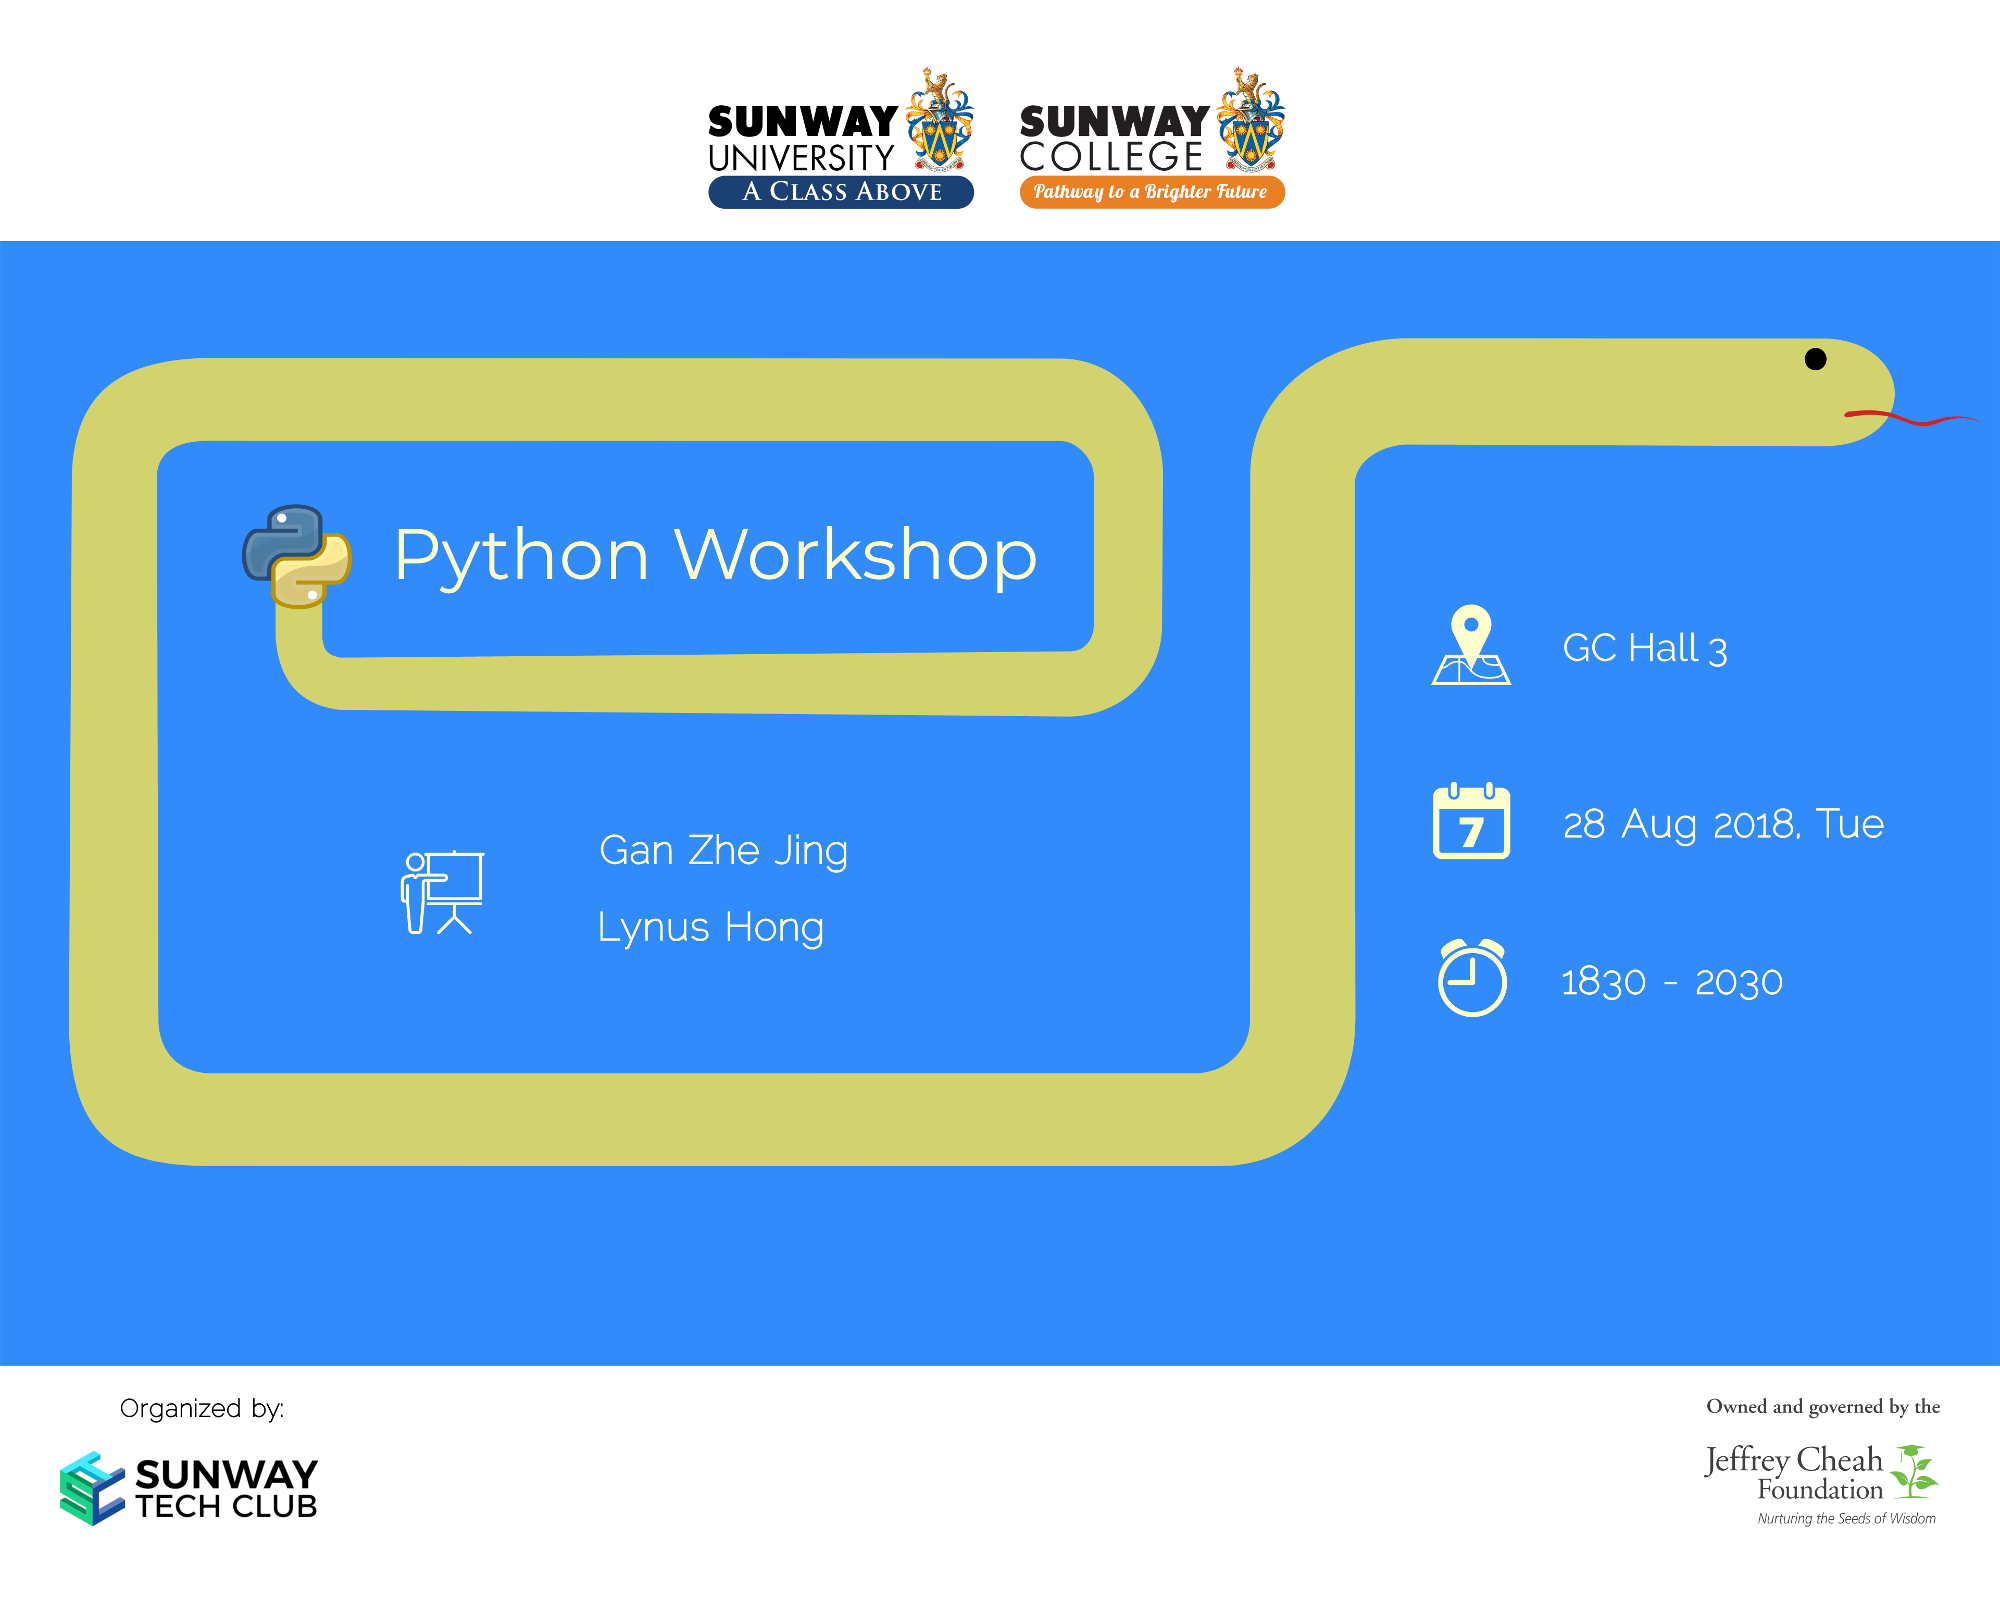 SUNWAY
UNIVERSITY
A CLASS ABOVE
SUNWAY
COLLEGE
Pathway to a Brighter Future
Python Workshop
Gan Zhe Jing
Lynus Hong
GC Hall 3
7
28 Aug 2018, Tue
1830 - 2030
Organized by:
SUNWAY
TECH CLUB
Owned and governed by the
Jeffrey Cheah
Foundation
Nurturing the Seeds of Wisdom